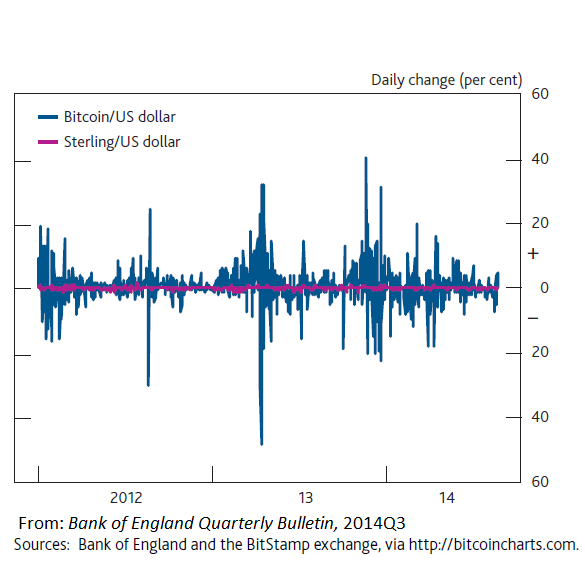 Daily change (per cent)
60
Bitcoin/US dollar
Sterling/US dollar
40
20
+
0
–
20
40
60
2012
13
14
From: Bank of England Quarterly Bulletin, 2014Q3
Sources: Bank of England and the BitStamp exchange, via http://bitcoincharts.com.